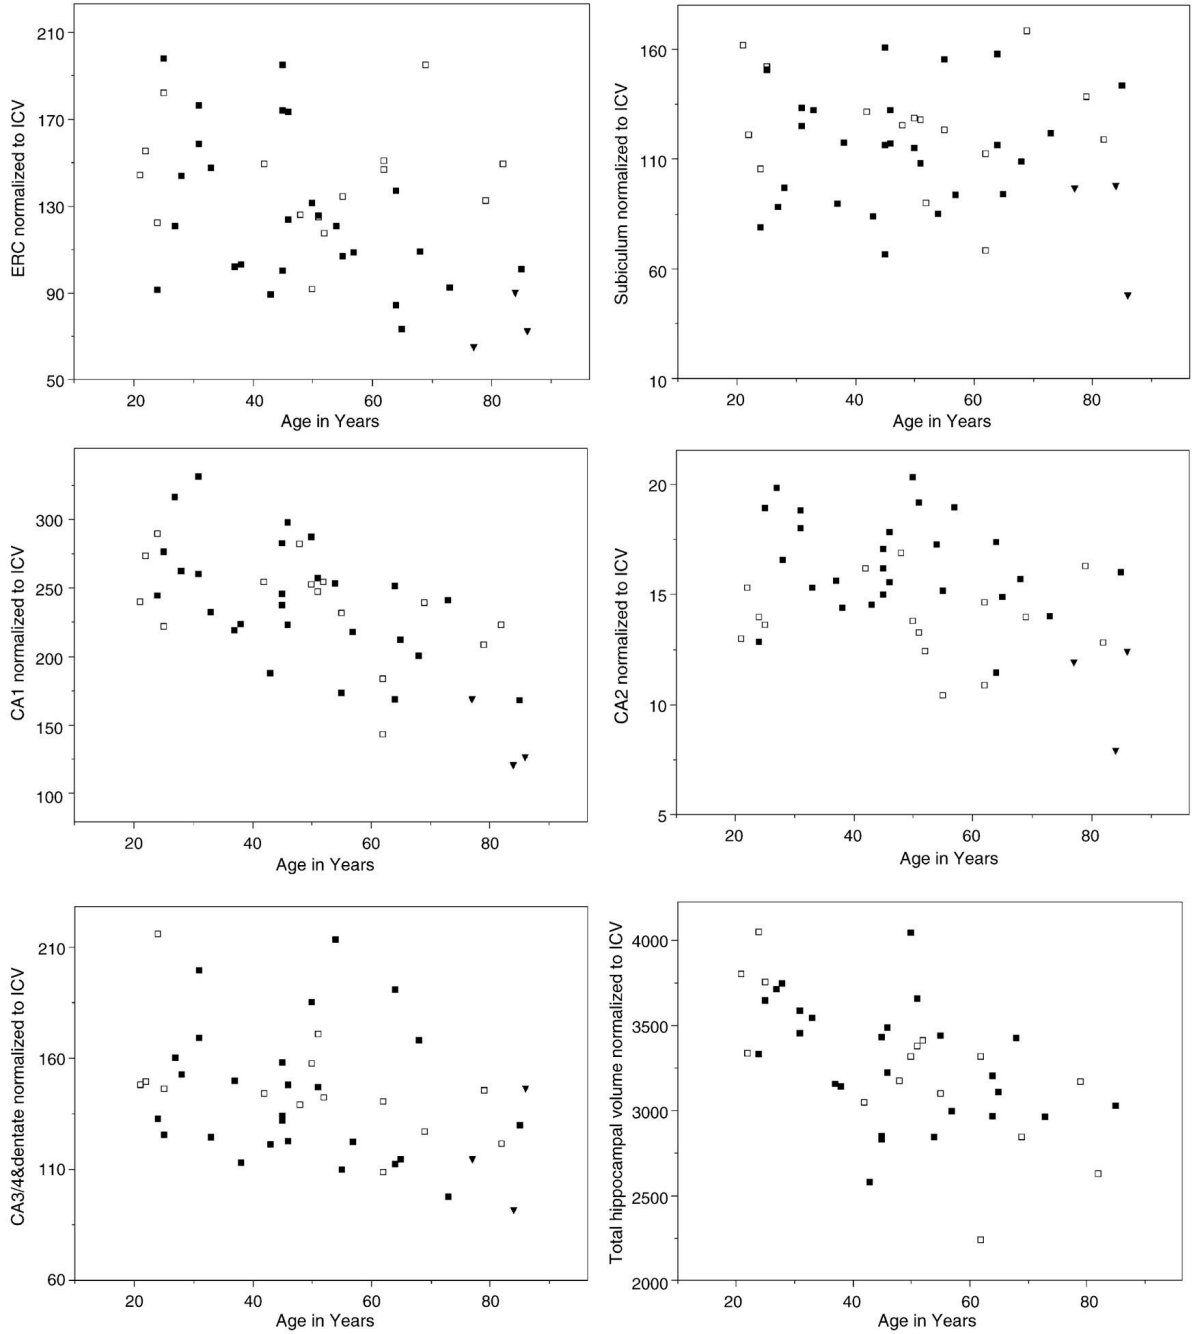 210
170
130
90
50
ERC normalized to ICV
20 40 60 80
Age in Years
160
110
60
10
Subiculum normalized to ICV
20 40 60 80
Age in Years
300
250
200
150
100
CA1 normalized to ICV
20 40 60 80
Age in Years
20
15
10
5
CA2 normalized to ICV
20 40 60 80
Age in Years
210
160
110
60
CA3/4&dentate normalized to ICV
20 40 60 80
Age in Years
4000
3500
3000
2500
2000
Total hippocampal volume normalized to ICV
20 40 60 80
Age in Years